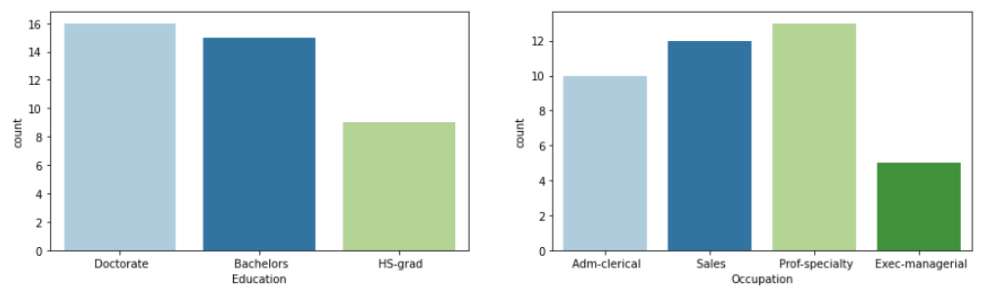 16
14
12
10
8
6
4
2
0
count
Doctorate Bachelors HS-grad
Education
12
10
8
6
4
2
0
count
Adm-clerical Sales Prof-specialty Exec-managerial
Occupation